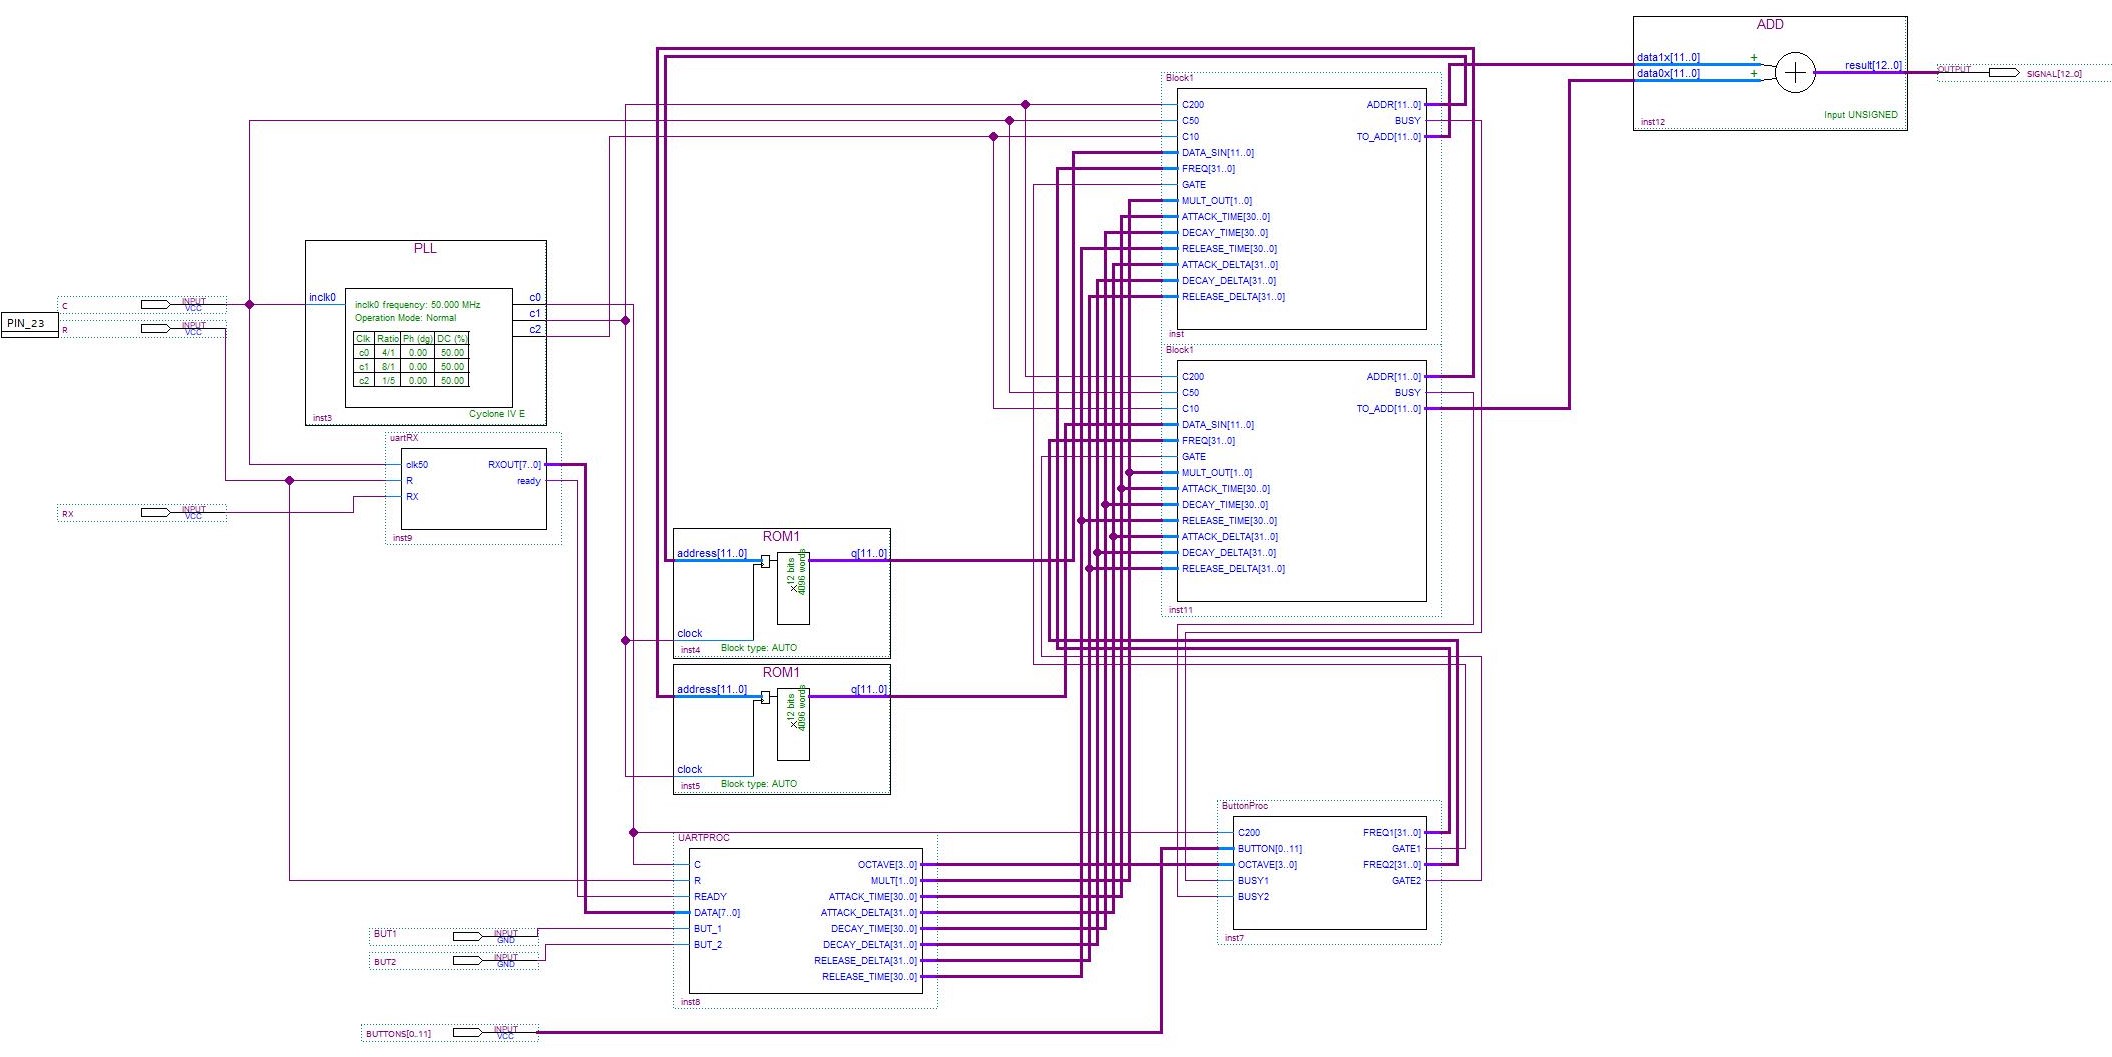 ADD
data1x[11..0]
data0x[11..0]
+
+
result[12..0]
Input UNSIGNED
inst12
OUTPUT
SIGNAL[12..0]
Block1
C200
C50
C10
DATA_SIN[11..0]
FREQ[31..0]
GATE
MULT_OUT[1..0]
ATTACK_TIME[30..0]
DECAY_TIME[30..0]
RELEASE_TIME[30..0]
ATTACK_DELTA[31..0]
DECAY_DELTA[31..0]
RELEASE_DELTA[31..0]
ADDR[11..0]
BUSY
TO_ADD[11..0]
inst
Block1
C200
C50
C10
DATA_SIN[11..0]
FREQ[31..0]
GATE
MULT_OUT[1..0]
ATTACK_TIME[30..0]
DECAY_TIME[30..0]
RELEASE_TIME[30..0]
ATTACK_DELTA[31..0]
DECAY_DELTA[31..0]
RELEASE_DELTA[31..0]
ADDR[11..0]
BUSY
TO_ADD[11..0]
inst11
PLL
inclk0
inclk0 frequency: 50.000 MHz
Operation Mode: Normal
Clk Ratio Ph (dg) DC (%)
c0 4/1 0.00 50.00
c1 8/1 0.00 50.00
c2 1/5 0.00 50.00
c0
c1
c2
inst3
Cyclone IV E
C
INPUT
VCC
PIN_23
R
INPUT
VCC
uartRX
clk50
R
RX
RXOUT[7..0]
ready
inst9
RX
INPUT
VCC
ROM1
address[11..0]
q[11..0]
12 bits
×
4096 words
clock
inst4
Block type: AUTO
ROM1
address[11..0]
q[11..0]
12 bits
×
4096 words
clock
inst5
Block type: AUTO
UARTPROC
C
R
READY
DATA[7..0]
BUT_1
BUT_2
OCTAVE[3..0]
MULT[1..0]
ATTACK_TIME[30..0]
ATTACK_DELTA[31..0]
DECAY_TIME[30..0]
DECAY_DELTA[31..0]
RELEASE_DELTA[31..0]
RELEASE_TIME[30..0]
inst8
ButtonProc
C200
BUTTON[0..11]
OCTAVE[3..0]
BUSY1
BUSY2
FREQ1[31..0]
GATE1
FREQ2[31..0]
GATE2
inst7
BUT1
INPUT
GND
BUT2
INPUT
GND
BUTTONS[0..11]
INPUT
VCC